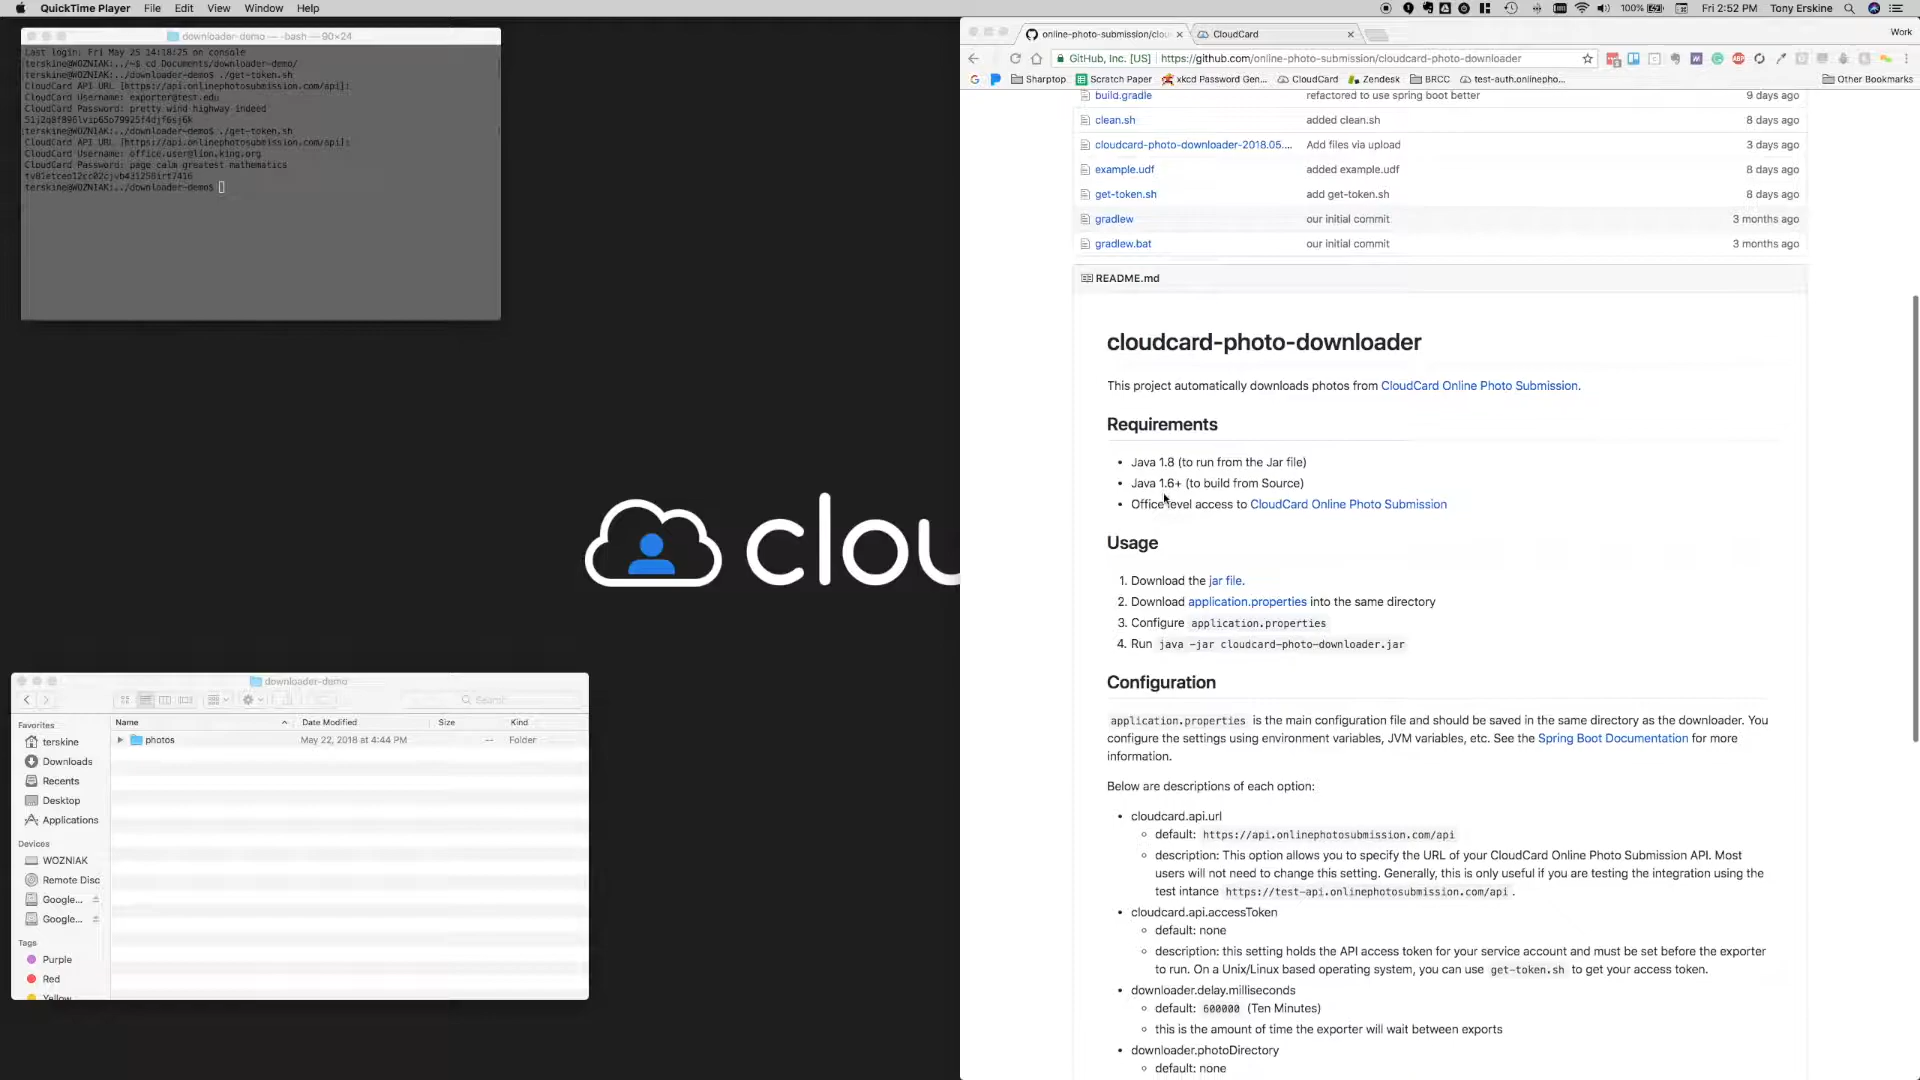 QuickTime Player File Edit View Window Help
100% Fri 2:52 PM Tony Erskine
downloader-demo — -bash — 90×24
Last login: Fri May 25 14:18:25 on console
terskine@WOZNIAK:../~$ cd Documents/downloader-demo/
terskine@WOZNIAK:../downloader-demo$ ./get-token.sh
CloudCard API URL [https://api.onlinephotosubmission.com/api]:
CloudCard Username: exporter@test.edu
CloudCard Password: pretty wind highway indeed
terskine@WOZNIAK:../downloader-demo$ ./get-token.sh
CloudCard API URL [https://api.onlinephotosubmission.com/api]:
CloudCard Username: office.user@lion.king.org
CloudCard Password: page calm greatest mathematics
terskine@WOZNIAK:../downloader-demo$
clou
downloader-demo
Search
Favorites
terskine
Downloads
Recents
Desktop
Applications
Devices
WOZNIAK
Remote Disc
Google...
Google...
Tags
Purple
Red
Yellow
Name Date Modified Size Kind
photos May 22, 2018 at 4:44 PM -- Folder
online-photo-submission/clou CloudCard Work
GitHub, Inc. [US] https://github.com/online-photo-submission/cloudcard-photo-downloader
Sharptop Scratch Paper xkcd Password Gen... CloudCard Zendesk BRCC test-auth.onlinepho... Other Bookmarks
build.gradle refactored to use spring boot better 9 days ago
clean.sh added clean.sh 8 days ago
cloudcard-photo-downloader-2018.05.... Add files via upload 3 days ago
example.udf added example.udf 8 days ago
get-token.sh add get-token.sh 8 days ago
gradlew our initial commit 3 months ago
gradlew.bat our initial commit 3 months ago
README.md
cloudcard-photo-downloader
This project automatically downloads photos from CloudCard Online Photo Submission.
Requirements
• Java 1.8 (to run from the Jar file)
• Java 1.6+ (to build from Source)
• Office level access to CloudCard Online Photo Submission
Usage
1. Download the jar file.
2. Download application.properties into the same directory
3. Configure application.properties
4. Run java -jar cloudcard-photo-downloader.jar
Configuration
application.properties is the main configuration file and should be saved in the same directory as the downloader. You
configure the settings using environment variables, JVM variables, etc. See the Spring Boot Documentation for more
information.
Below are descriptions of each option:
• cloudcard.api.url
◦ default: https://api.onlinephotosubmission.com/api
◦ description: This option allows you to specify the URL of your CloudCard Online Photo Submission API. Most
users will not need to change this setting. Generally, this is only useful if you are testing the integration using the
test intance https://test-api.onlinephotosubmission.com/api .
• cloudcard.api.accessToken
◦ default: none
◦ description: this setting holds the API access token for your service account and must be set before the exporter
to run. On a Unix/Linux based operating system, you can use get-token.sh to get your access token.
• downloader.delay.milliseconds
◦ default: 600000 (Ten Minutes)
◦ this is the amount of time the exporter will wait between exports
• downloader.photoDirectory
◦ default: none